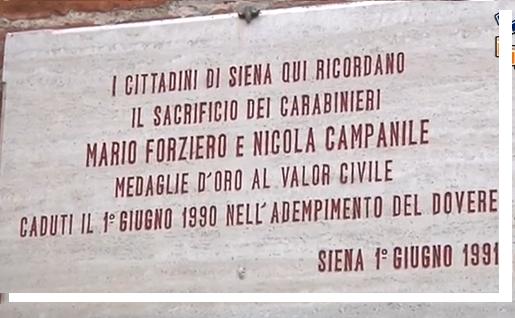 I CITTADINI DI SIENA QUI RICORDANO
IL SACRIFICIO DEI CARABINIERI
MARIO FORZIERO E NICOLA CAMPANILE
MEDAGLIE D'ORO AL VALOR CIVILE
CADUTI IL 1° GIUGNO 1990 NELL'ADEMPIMENTO DEL DOVERE
SIENA 1° GIUGNO 1991